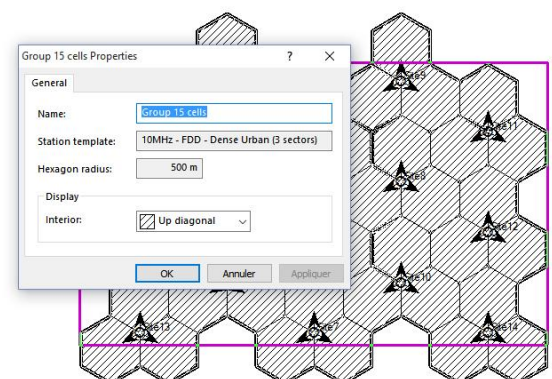 Group 15 cells Properties
? X
General
Name: Group 15 cells
Station template: 10MHz - FDD - Dense Urban (3 sectors)
Hexagon radius: 500 m
Display
Interior: Up diagonal
OK Annuler Appliquer
Site9
Site11
Site8
Site12
Site10
Site13
Site7
Site14